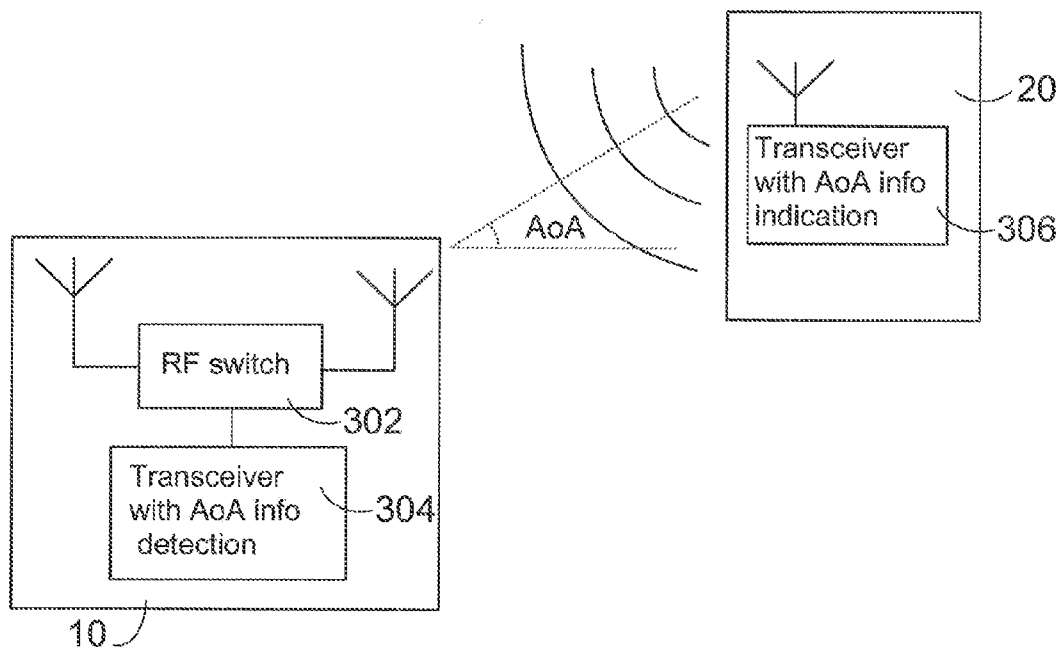 20
Transceiver
with AoA info
indication
306
AoA
RF switch
302
Transceiver
with AoA info
detection
304
10